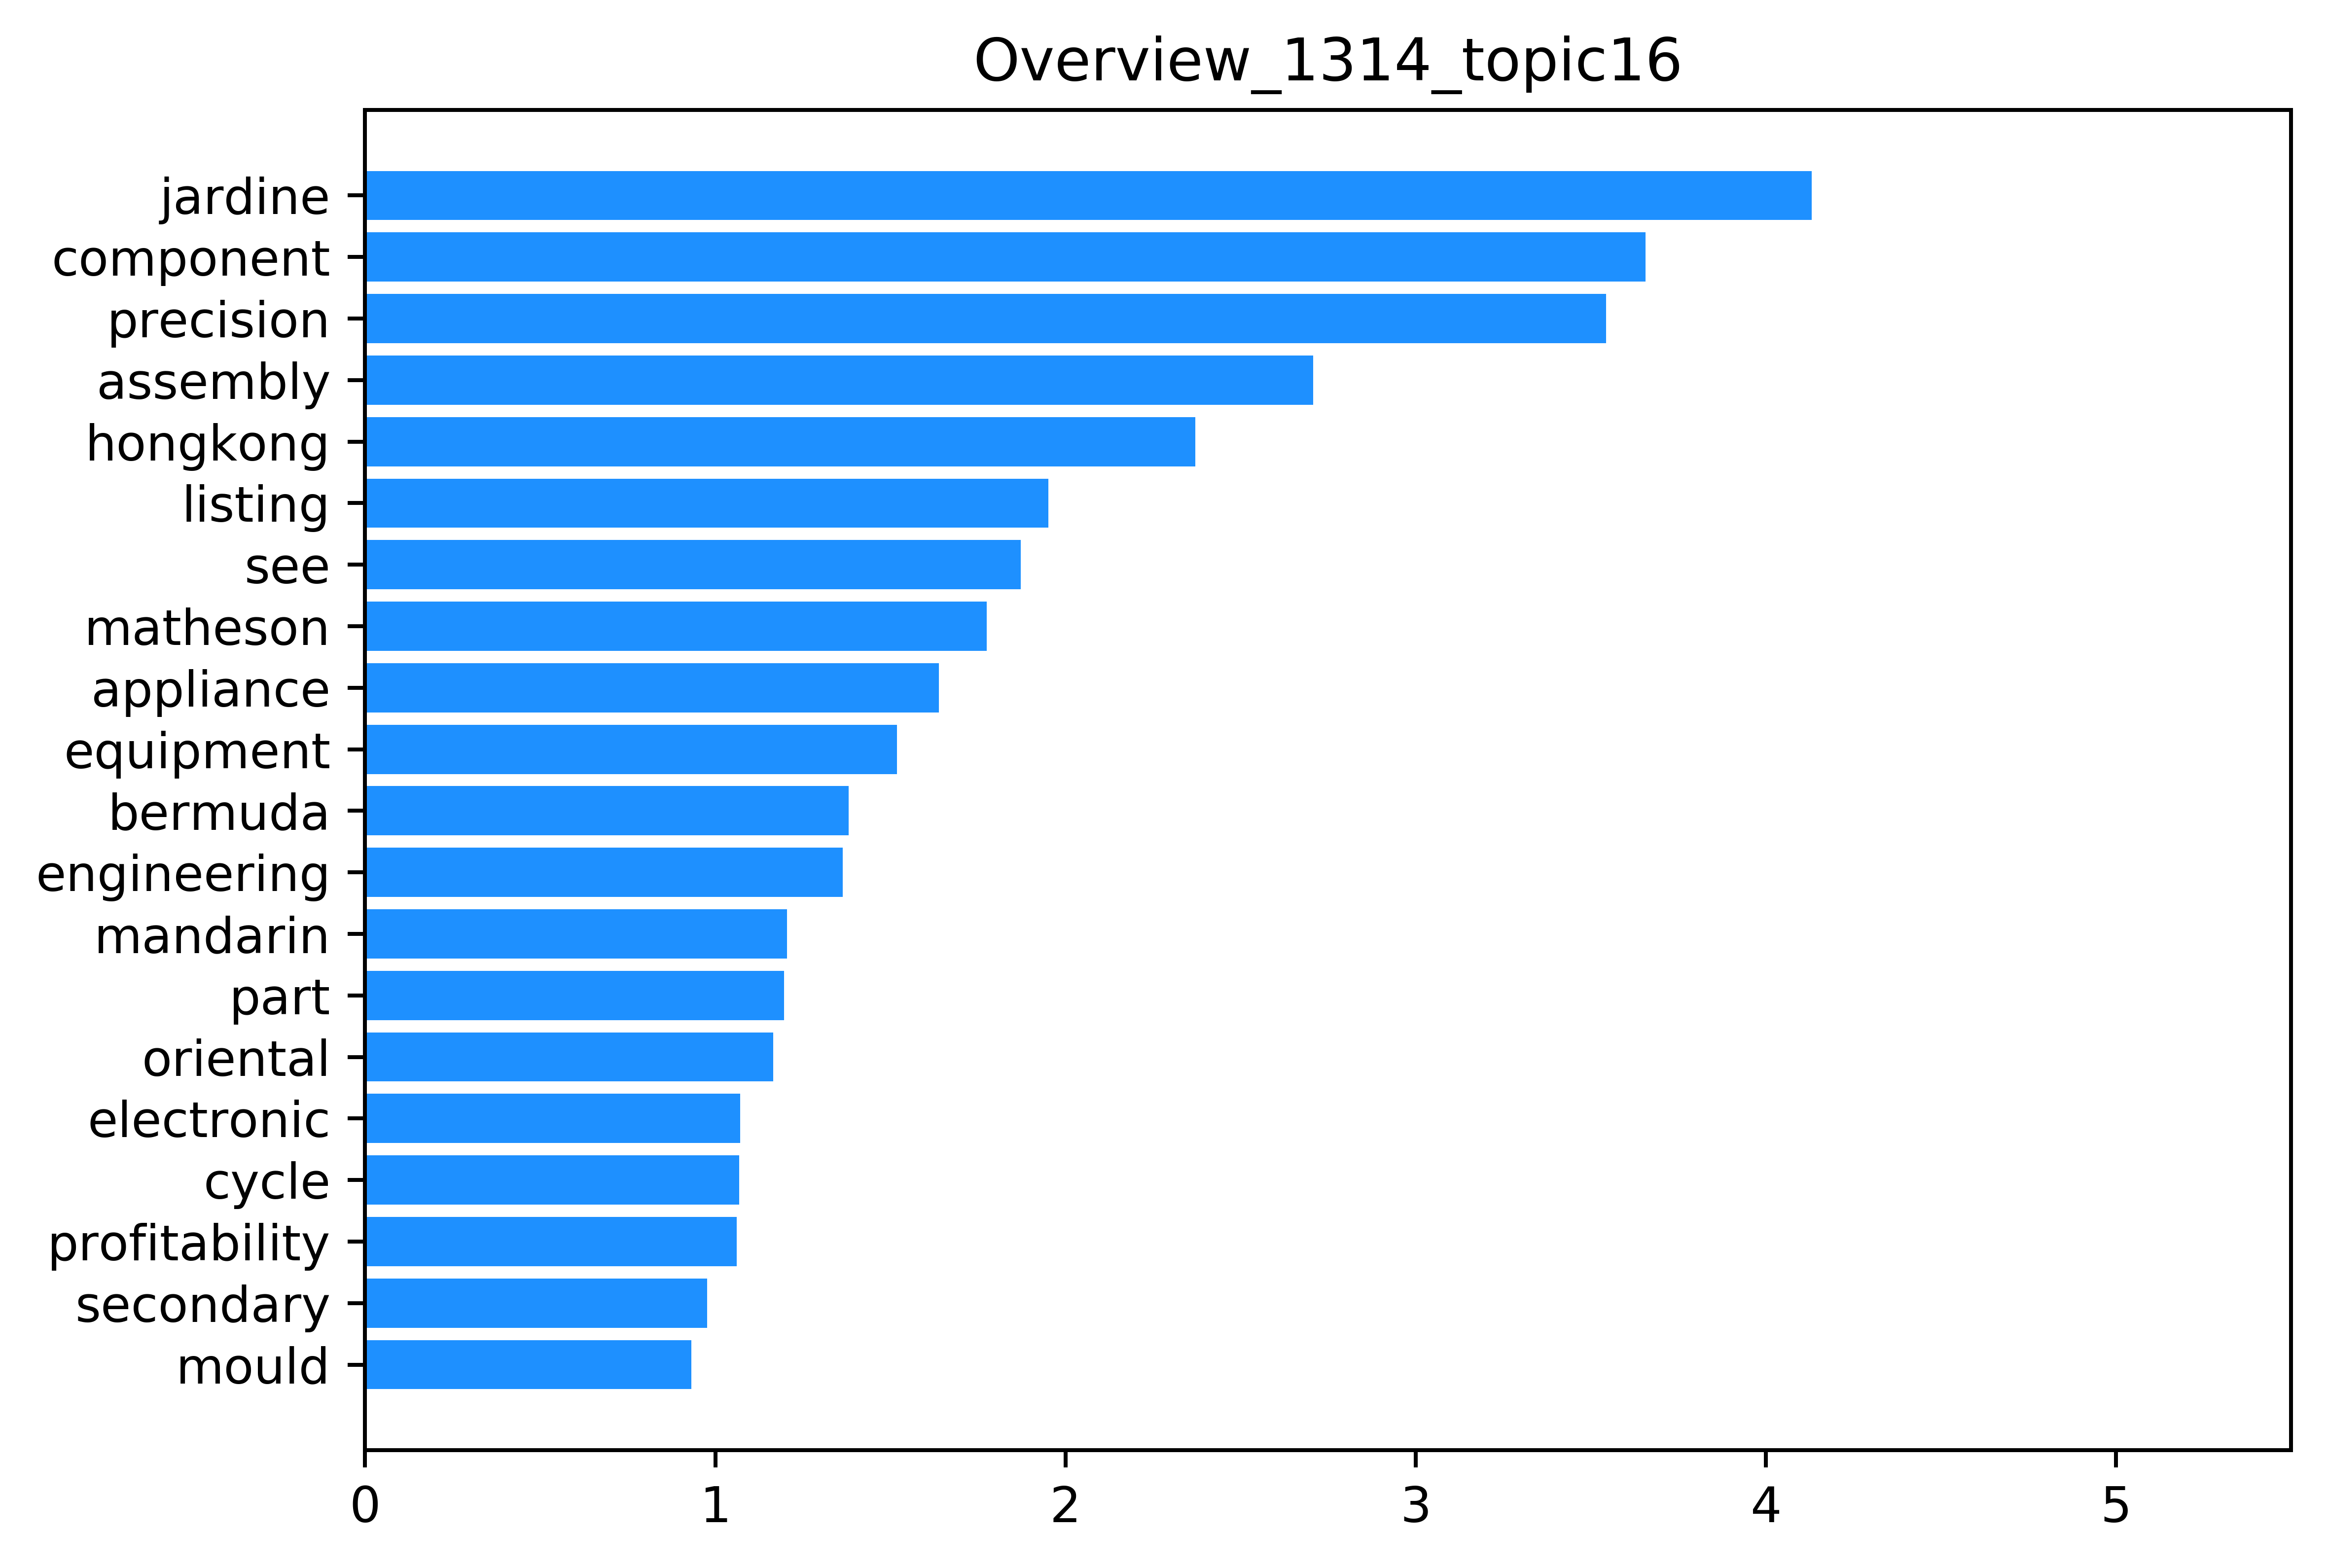 Overview_1314_topic16
jardine
component
precision
assembly
hongkong
listing
see
matheson
appliance
equipment
bermuda
engineering
mandarin
part
oriental
electronic
cycle
profitability
secondary
mould
0 1 2 3 4 5